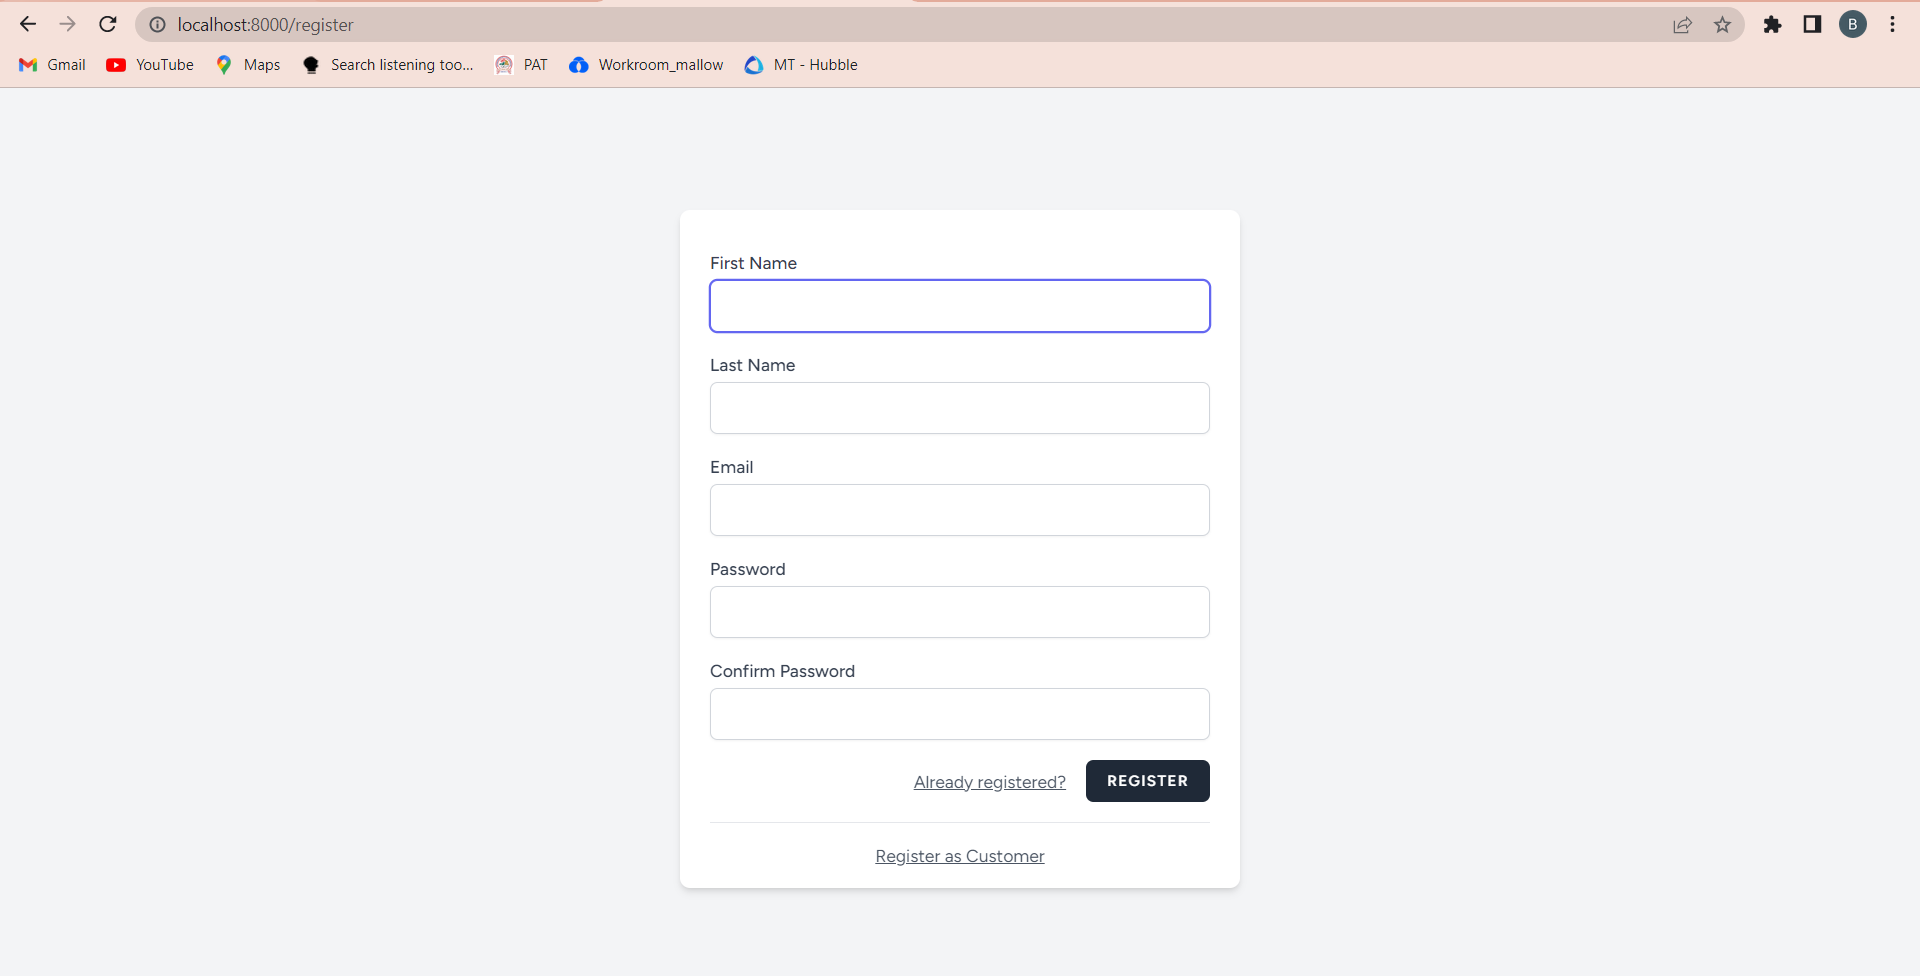 localhost:8000/register
B
Gmail YouTube Maps Search listening too... PAT Workroom_mallow MT - Hubble
First Name
Last Name
Email
Password
Confirm Password
Already registered? REGISTER
Register as Customer